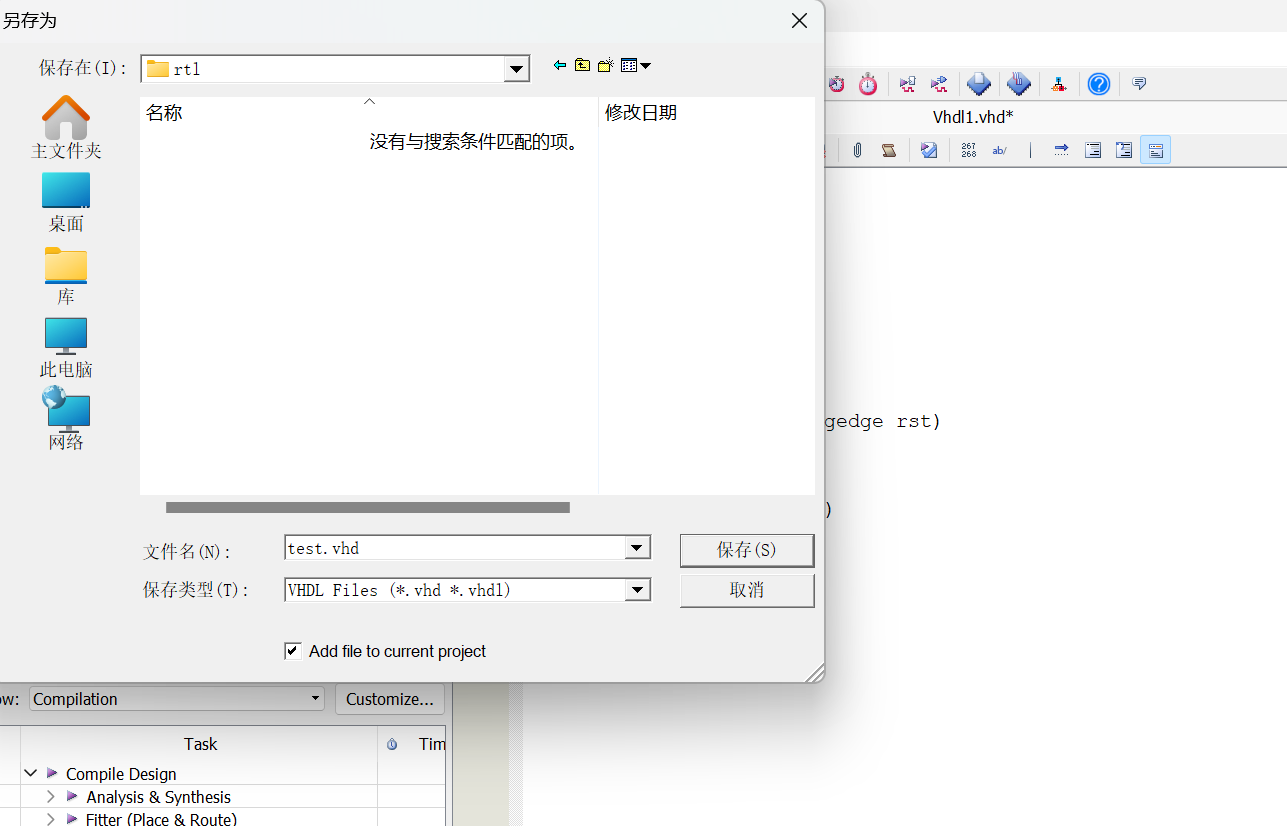 另存为
保存在(I):
rtl
名称
修改日期
没有与搜索条件匹配的项。
主文件夹
桌面
库
此电脑
网络
文件名(N):
test.vhd
保存(S)
保存类型(T):
VHDL Files (*.vhd *.vhdl)
取消
Add file to current project
Vhdl1.vhd*
267
268
ab/
gedge rst)
)
ow:
Compilation
Customize...
Task
Tim
Compile Design
Analysis & Synthesis
Fitter (Place & Route)